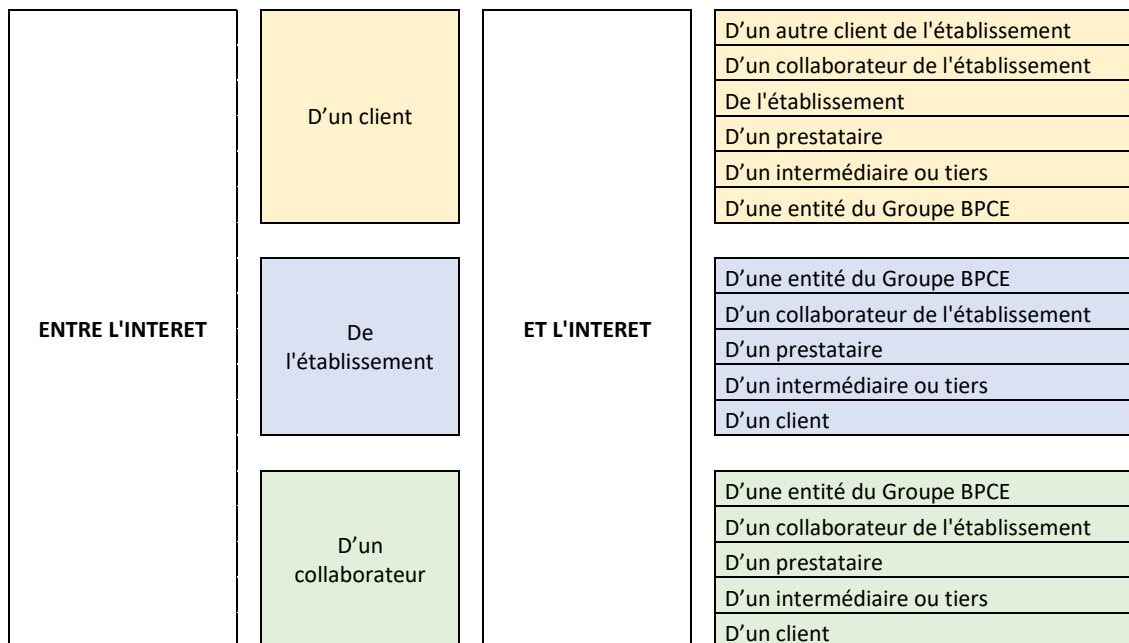 ENTRE L'INTERET
D’un client
ET L'INTERET
D’un autre client de l'établissement
D’un collaborateur de l'établissement
De l'établissement
D’un prestataire
D’un intermédiaire ou tiers
D’une entité du Groupe BPCE
De
l'établissement
D’une entité du Groupe BPCE
D’un collaborateur de l'établissement
D’un prestataire
D’un intermédiaire ou tiers
D’un client
D’un
collaborateur
D’une entité du Groupe BPCE
D’un collaborateur de l'établissement
D’un prestataire
D’un intermédiaire ou tiers
D’un client